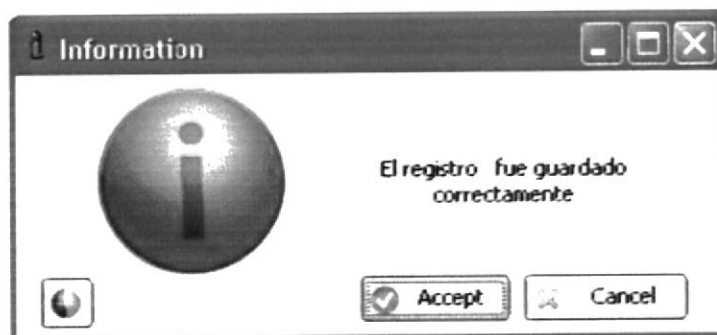 Information
El registro fue guardado
correctamente
Accept
Cancel